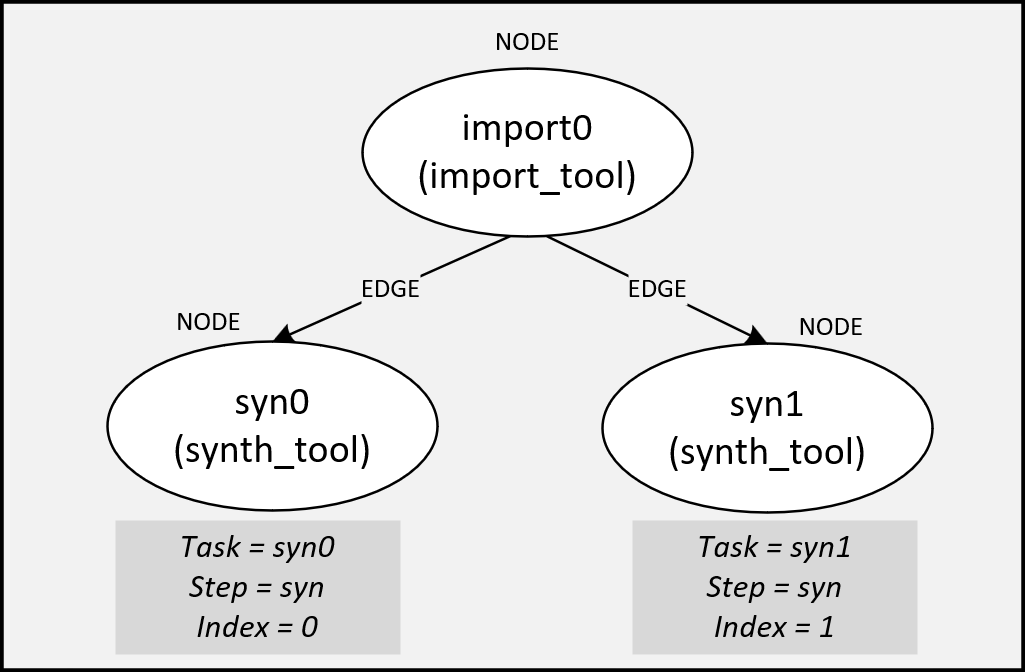 NODE
import0
(import_tool)
EDGE
EDGE
NODE
NODE
syn0
(synth_tool)
syn1
(synth_tool)
Task = syn0
Step = syn
Index = 0
Task = syn1
Step = syn
Index = 1